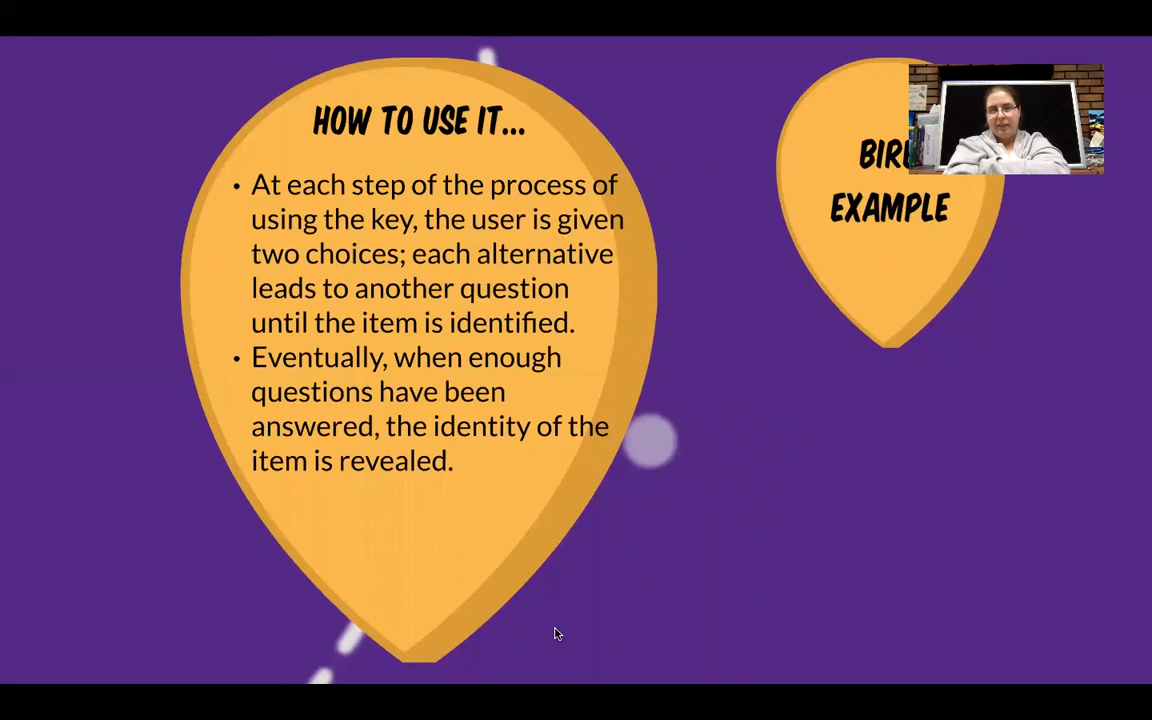 HOW TO USE IT...
• At each step of the process of
using the key, the user is given
two choices; each alternative
leads to another question
until the item is identified.
• Eventually, when enough
questions have been
answered, the identity of the
item is revealed.
EXAMPLE